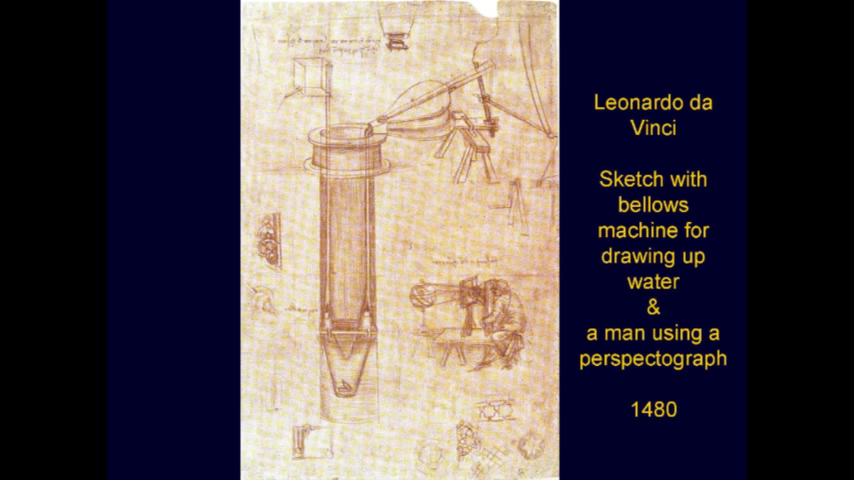 Leonardo da
Vinci
Sketch with
bellows
machine for
drawing up
water
&
a man using a
perspectograph
1480